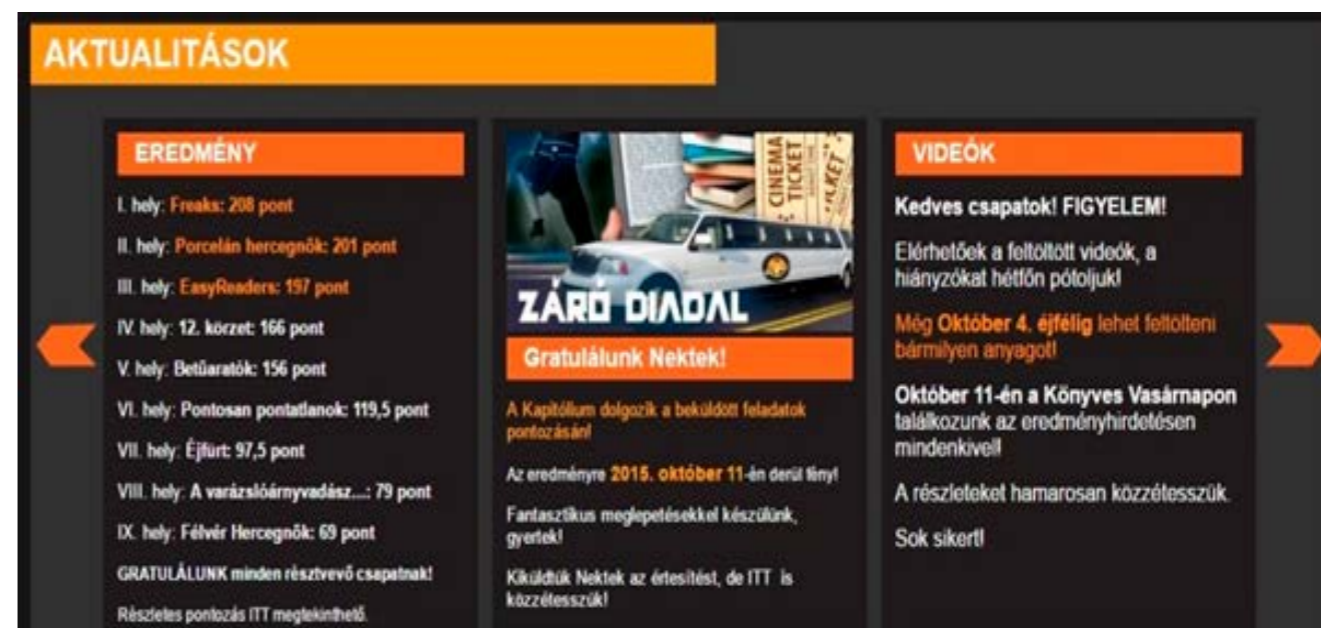 AKTUALITÁSOK
EREDMÉNY
I. hely: Freaks: 208 pont
II. hely: Porcelán hercegnők: 201 pont
III. hely: EasyReaders: 197 pont
IV. hely: 12. körzet: 166 pont
V. hely: Betűaratók: 156 pont
VI. hely: Pontosan pontatlanok: 119,5 pont
VII. hely: Éjfürt: 97,5 pont
VIII. hely: A varázslóárnyvadász...: 79 pont
IX. hely: Félvér Hercegnők: 69 pont
GRATULÁLUNK minden résztvevő csapatnak!
Részletes pontozás ITT megtekinthető.
CINEMA
TICKET
TICKET
ZÁRÓ DIADAL
Gratulálunk Nektek!
A Kapitólium dolgozik a beküldött feladatok
pontozásán!
Az eredményre 2015. október 11-én derül fény!
Fantasztikus meglepetésekkel készülünk,
gyertek!
Kiküldtük Nektek az értesítést, de ITT is
közzétesszük!
VIDEÓK
Kedves csapatok! FIGYELEM!
Elérhetőek a feltöltött videók, a
hiányzókat hétfőn pótoljuk!
Még Október 4. éjfélig lehet feltölteni
bármilyen anyagot!
Október 11-én a Könyves Vasárnapon
találkozunk az eredményhirdetésen
mindenkivel!
A részleteket hamarosan közzétesszük.
Sok sikert!